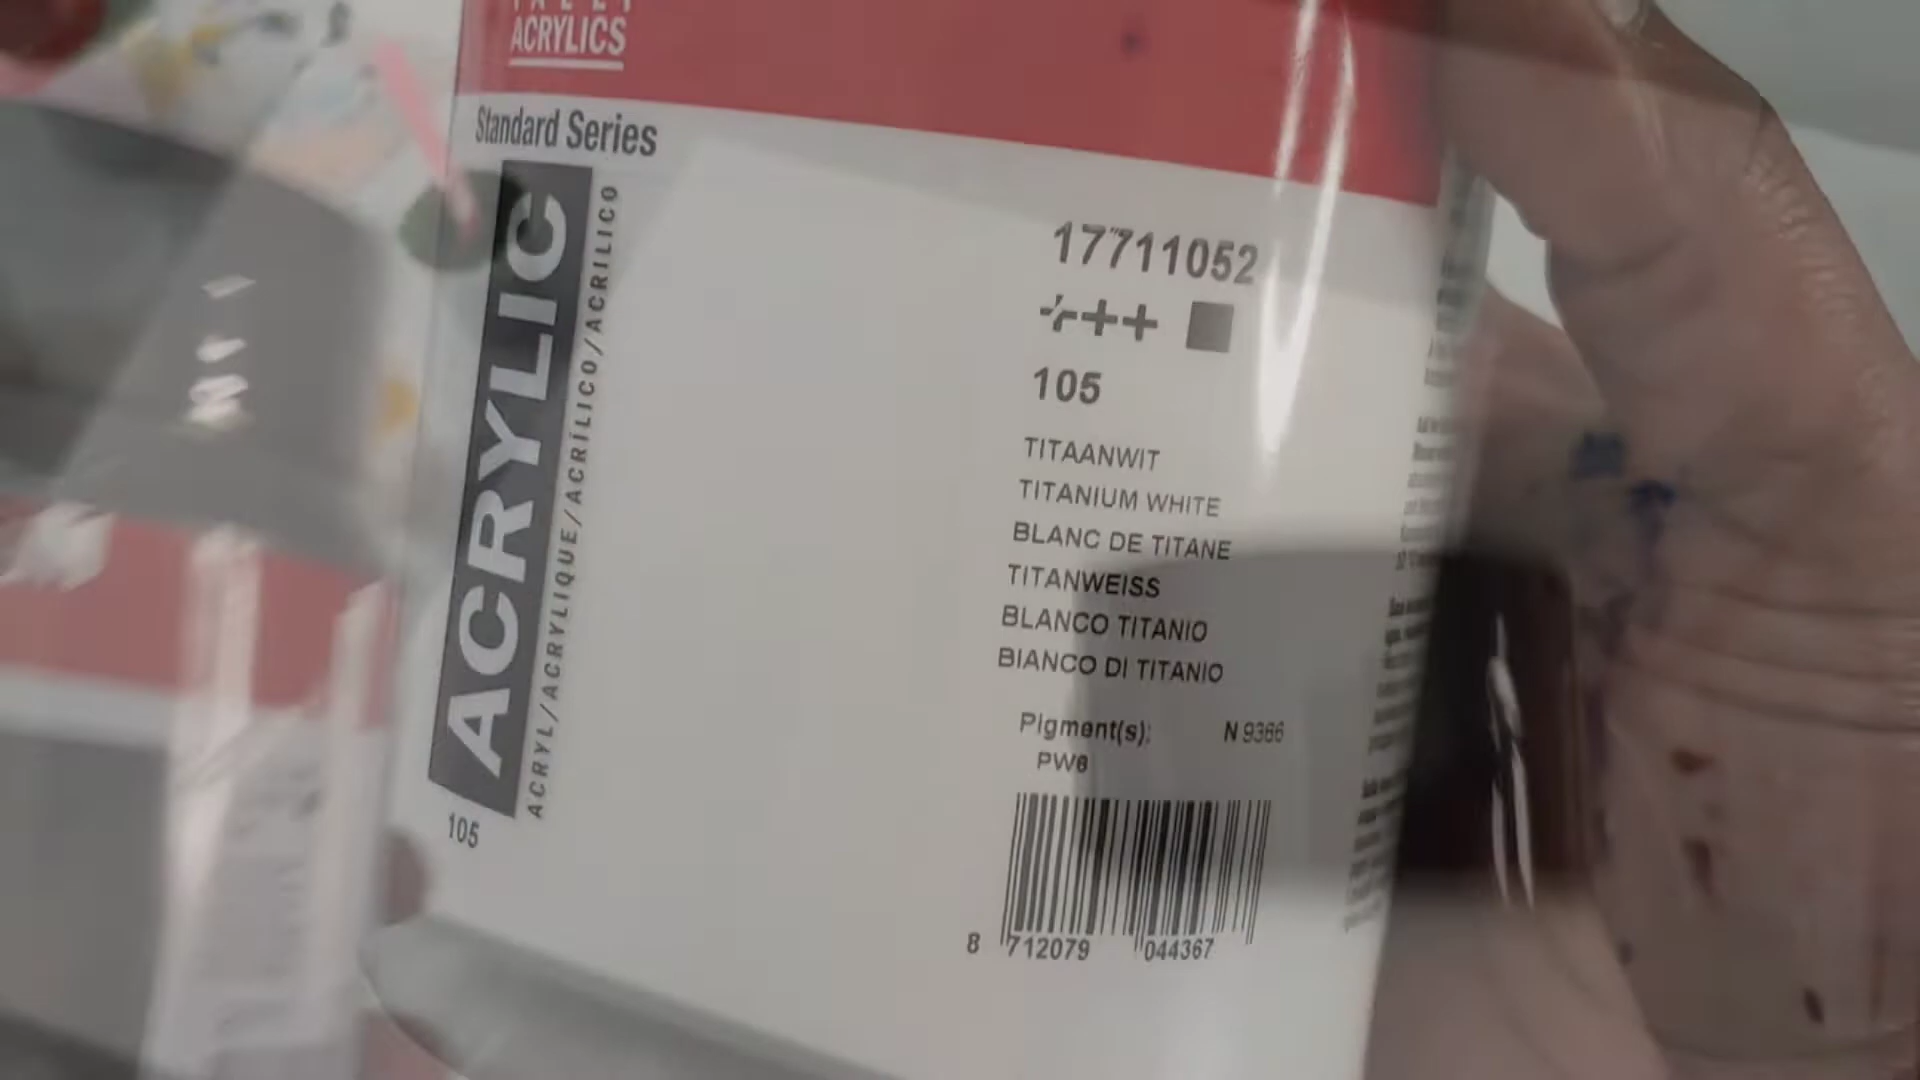 ACRYLICS
Standard Series
ACRYLIC
ACRYL/ACRYLIQUE/ACRÍLICO/ACRILICO
105
17711052
+++
105
TITAANWIT
TITANIUM WHITE
BLANC DE TITANE
TITANWEISS
BLANCO TITANIO
BIANCO DI TITANIO
Pigment(s): N 9366
PW6
8 712079 044367